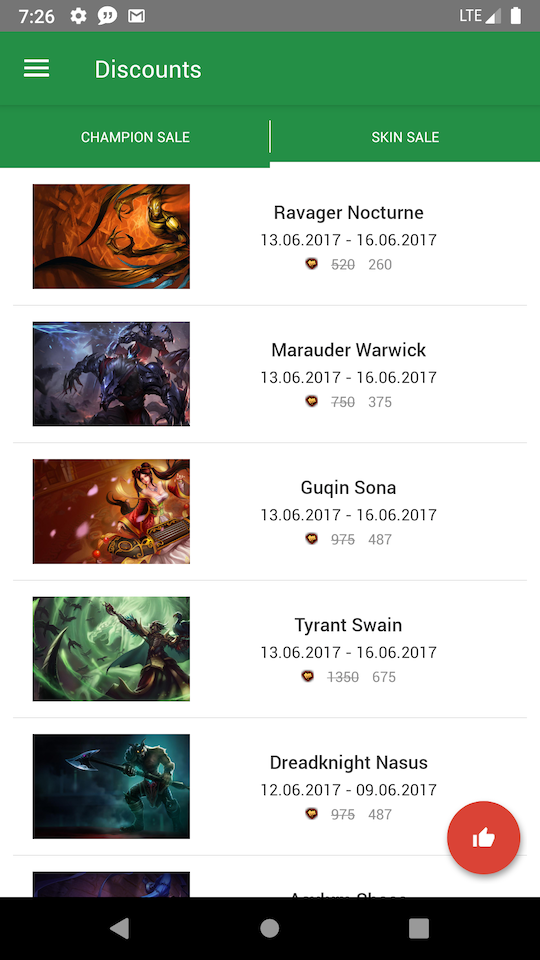 7:26
LTE
Discounts
CHAMPION SALE
SKIN SALE
Ravager Nocturne
13.06.2017 - 16.06.2017
520 260
Marauder Warwick
13.06.2017 - 16.06.2017
750 375
Guqin Sona
13.06.2017 - 16.06.2017
975 487
Tyrant Swain
13.06.2017 - 16.06.2017
1350 675
Dreadknight Nasus
12.06.2017 - 09.06.2017
975 487